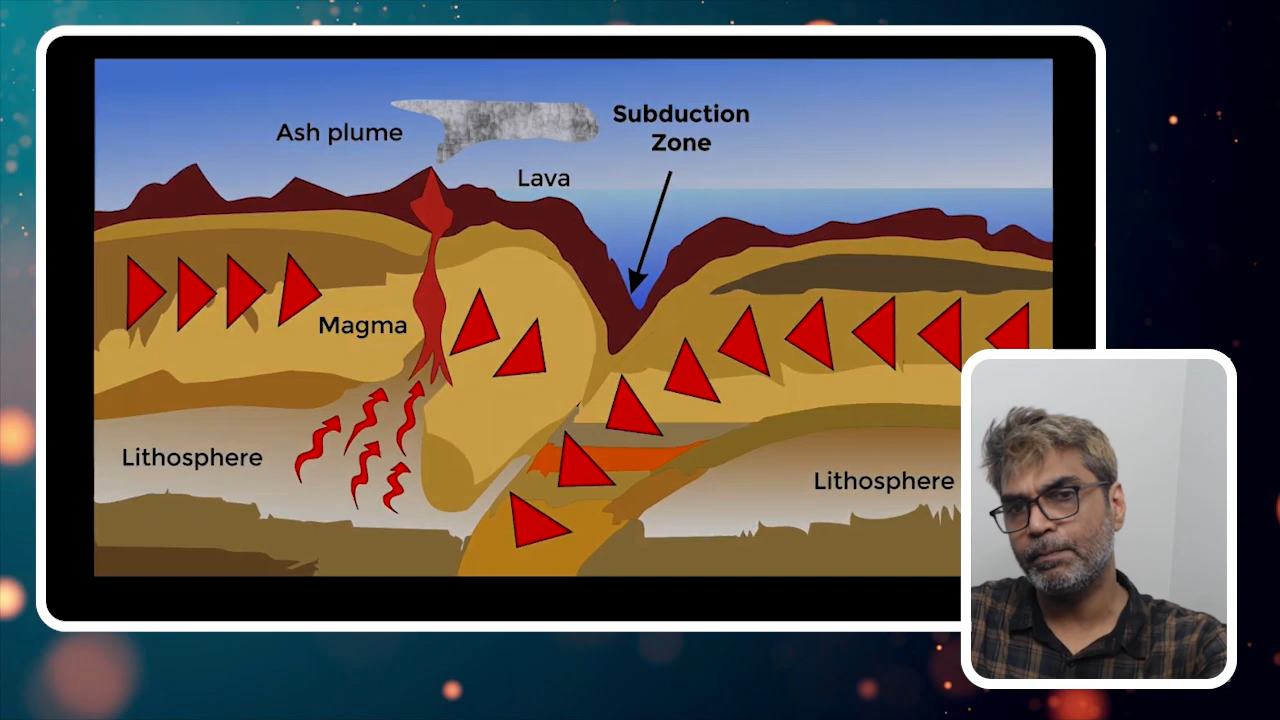 Ash plume
Subduction
Zone
Lava
Magma
Lithosphere
Lithosphere